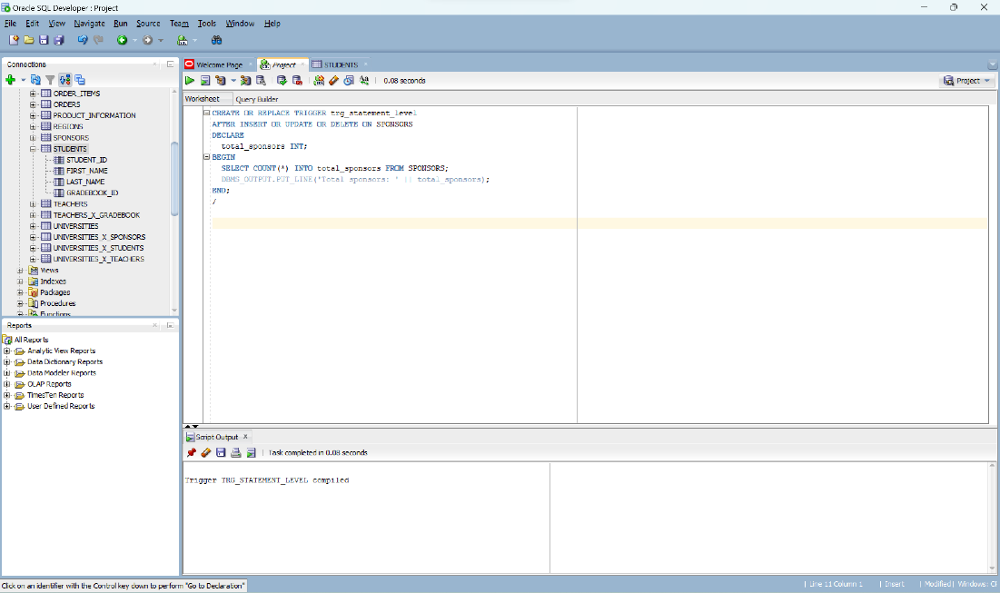 Oracle SQL Developer : Project
File Edit View Navigate Run Source Team Tools Window Help
Connections
ORDER_ITEMS
ORDERS
PRODUCT_INFORMATION
REGIONS
SPONSORS
STUDENTS
STUDENT_ID
FIRST_NAME
LAST_NAME
GRADEBOOK_ID
TEACHERS
TEACHERS_X_GRADEBOOK
UNIVERSITIES
UNIVERSITIES_X_SPONSORS
UNIVERSITIES_X_STUDENTS
UNIVERSITIES_X_TEACHERS
Views
Indexes
Packages
Procedures
Functions
Reports
All Reports
Analytic View Reports
Data Dictionary Reports
Data Modeler Reports
OLAP Reports
TimesTen Reports
User Defined Reports
Welcome Page Project STUDENTS
0.08 seconds Project
Worksheet Query Builder
CREATE OR REPLACE TRIGGER trg_statement_level
AFTER INSERT OR UPDATE OR DELETE ON SPONSORS
DECLARE
total_sponsors INT;
BEGIN
SELECT COUNT(*) INTO total_sponsors FROM SPONSORS;
DBMS_OUTPUT.PUT_LINE('Total sponsors: ' || total_sponsors);
END;
/
Script Output
Task completed in 0.08 seconds
Trigger TRG_STATEMENT_LEVEL compiled
Click on an identifier with the Control key down to perform "Go to Declaration"
Line 11 Column 1 | Insert | Modified | Windows: Cl